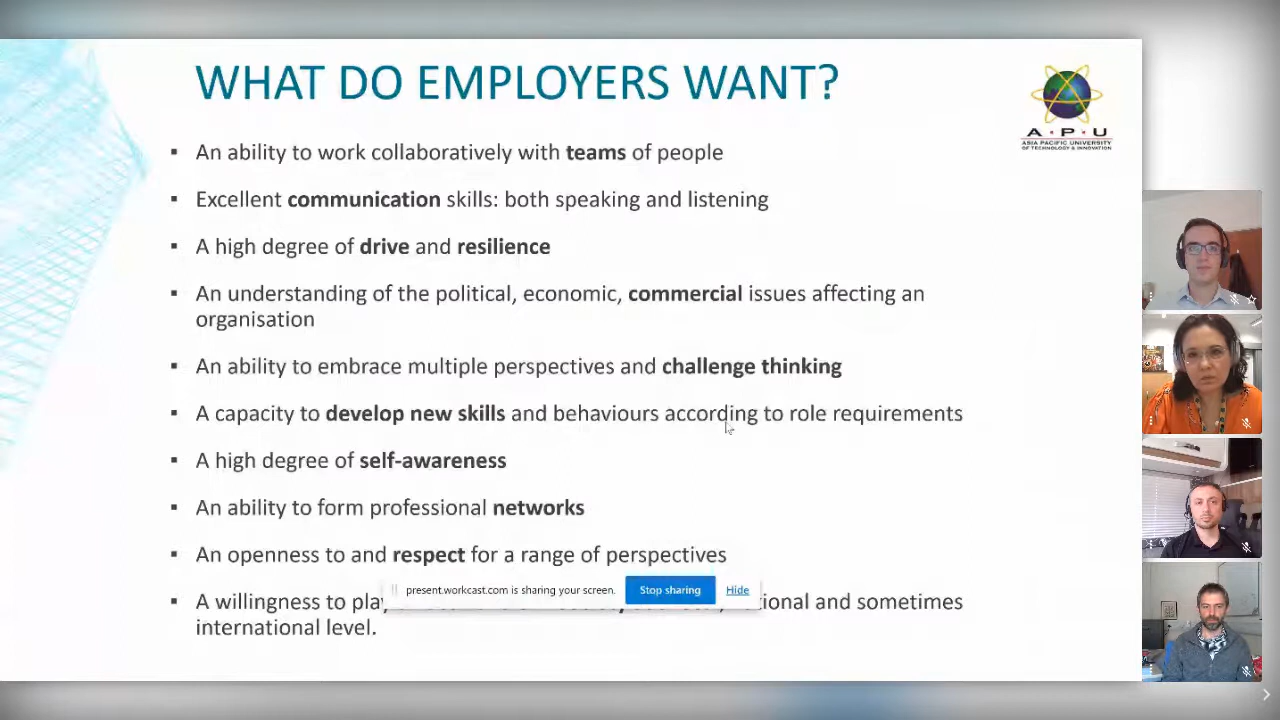 WHAT DO EMPLOYERS WANT?
A P U
ASIA PACIFIC UNIVERSITY
OF TECHNOLOGY & INNOVATION
▪ An ability to work collaboratively with teams of people
▪ Excellent communication skills: both speaking and listening
▪ A high degree of drive and resilience
▪ An understanding of the political, economic, commercial issues affecting an
organisation
▪ An ability to embrace multiple perspectives and challenge thinking
▪ A capacity to develop new skills and behaviours according to role requirements
▪ A high degree of self-awareness
▪ An ability to form professional networks
▪ An openness to and respect for a range of perspectives
present.workcast.com is sharing your screen. Stop sharing Hide
▪ A willingness to play and sometimes
international level.